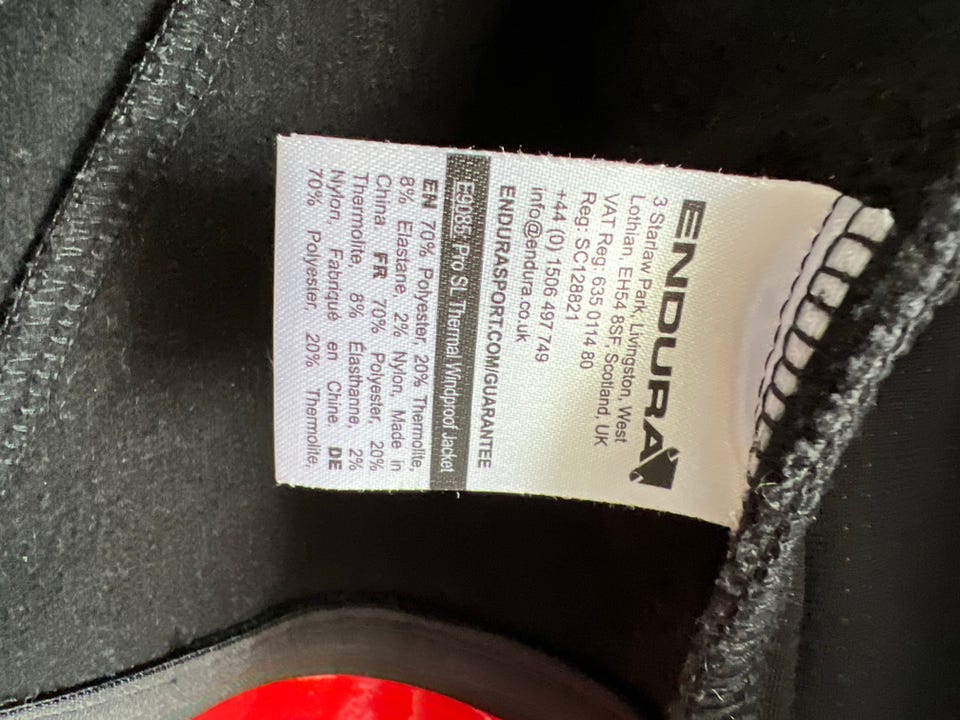 ENDURA
3 Starlaw Park, Livingston, West
Lothian, EH54 8SF, Scotland, UK
VAT Reg: 635 0114 80
Reg: SC128821
+44 (0) 1506 497 749
info@endura.co.uk
ENDURASPORT.COM/GUARANTEE
E9085 Pro SL Thermal Windproof Jacket
EN 70% Polyester, 20% Thermolite,
8% Elastane, 2% Nylon, Made in
China. FR 70% Polyester, 20%
Thermolite, 8% Élasthanne, 2%
Nylon, Fabriqué en Chine. DE
70% Polyester, 20% Thermolite,